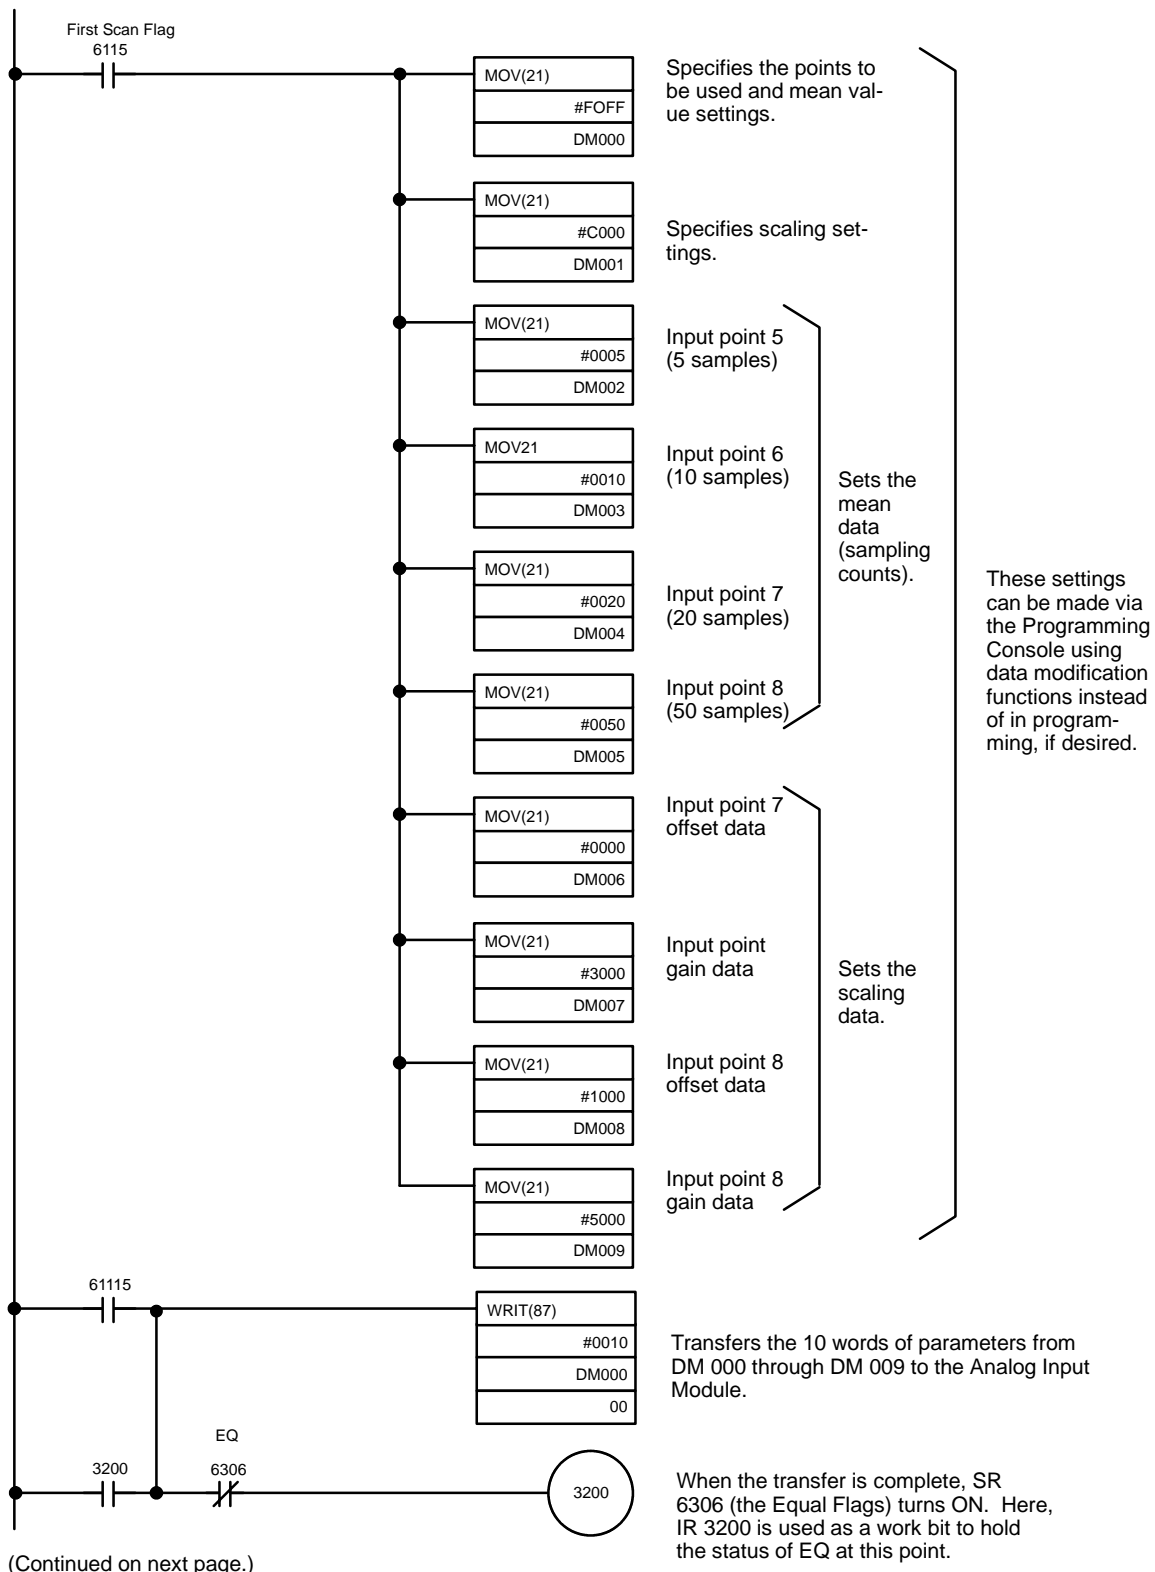 First Scan Flag
6115
MOV(21)
#FOFF
DM000
Specifies the points to
be used and mean val-
ue settings.
MOV(21)
#C000
DM001
Specifies scaling set-
tings.
MOV(21)
#0005
DM002
Input point 5
(5 samples)
MOV21
#0010
DM003
Input point 6
(10 samples)
MOV(21)
#0020
DM004
Input point 7
(20 samples)
MOV(21)
#0050
DM005
Input point 8
(50 samples)
Sets the
mean
data
(sampling
counts).
MOV(21)
#0000
DM006
Input point 7
offset data
MOV(21)
#3000
DM007
Input point
gain data
MOV(21)
#1000
DM008
Input point 8
offset data
MOV(21)
#5000
DM009
Input point 8
gain data
Sets the
scaling
data.
These settings
can be made via
the Programming
Console using
data modification
functions instead
of in program-
ming, if desired.
61115
WRIT(87)
#0010
DM000
00
Transfers the 10 words of parameters from
DM 000 through DM 009 to the Analog Input
Module.
3200
EQ
6306
3200
When the transfer is complete, SR
6306 (the Equal Flags) turns ON. Here,
IR 3200 is used as a work bit to hold
the status of EQ at this point.
(Continued on next page.)